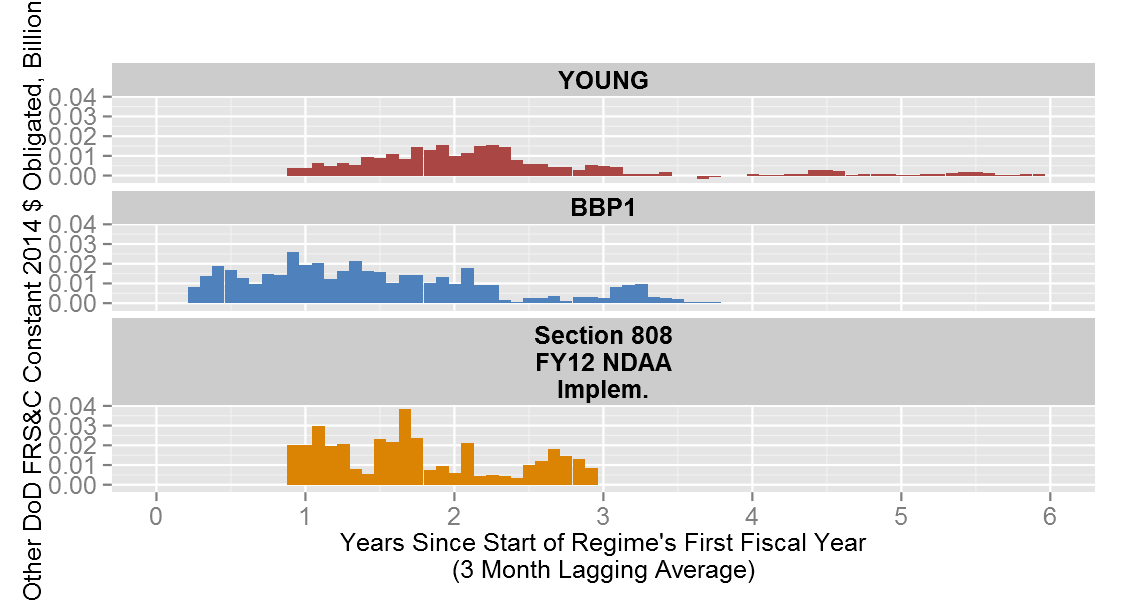 Other DoD FRS&C Constant 2014 $ Obligated, Billion
YOUNG
0.04
0.03
0.02
0.01
0.00
BBP1
0.04
0.03
0.02
0.01
0.00
Section 808
FY12 NDAA
Implem.
0.04
0.03
0.02
0.01
0.00
0 1 2 3 4 5 6
Years Since Start of Regime's First Fiscal Year
(3 Month Lagging Average)